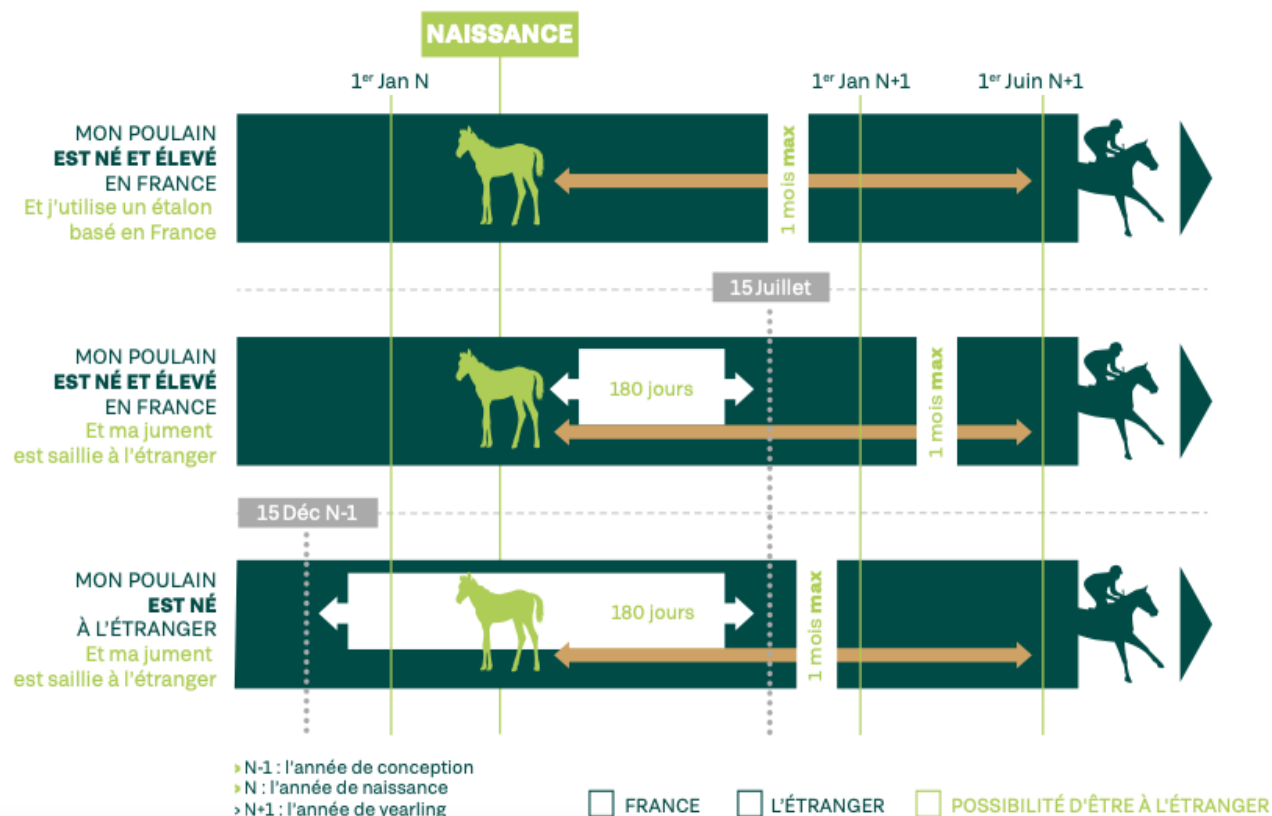 NAISSANCE
1er Jan N
1er Jan N+1
1er Juin N+1
MON POULAIN
EST NÉ ET ÉLEVÉ
EN FRANCE
Et j'utilise un étalon
basé en France
1 mois max
15 Juillet
MON POULAIN
EST NÉ ET ÉLEVÉ
EN FRANCE
Et ma jument
est saillie à l'étranger
180 jours
1 mois max
15 Déc N-1
MON POULAIN
EST NÉ
À L'ÉTRANGER
Et ma jument
est saillie à l'étranger
180 jours
1 mois max
› N-1 : l'année de conception
› N : l'année de naissance
› N+1 : l'année de yearling
FRANCE
L'ÉTRANGER
POSSIBILITÉ D'ÊTRE À L'ÉTRANGER